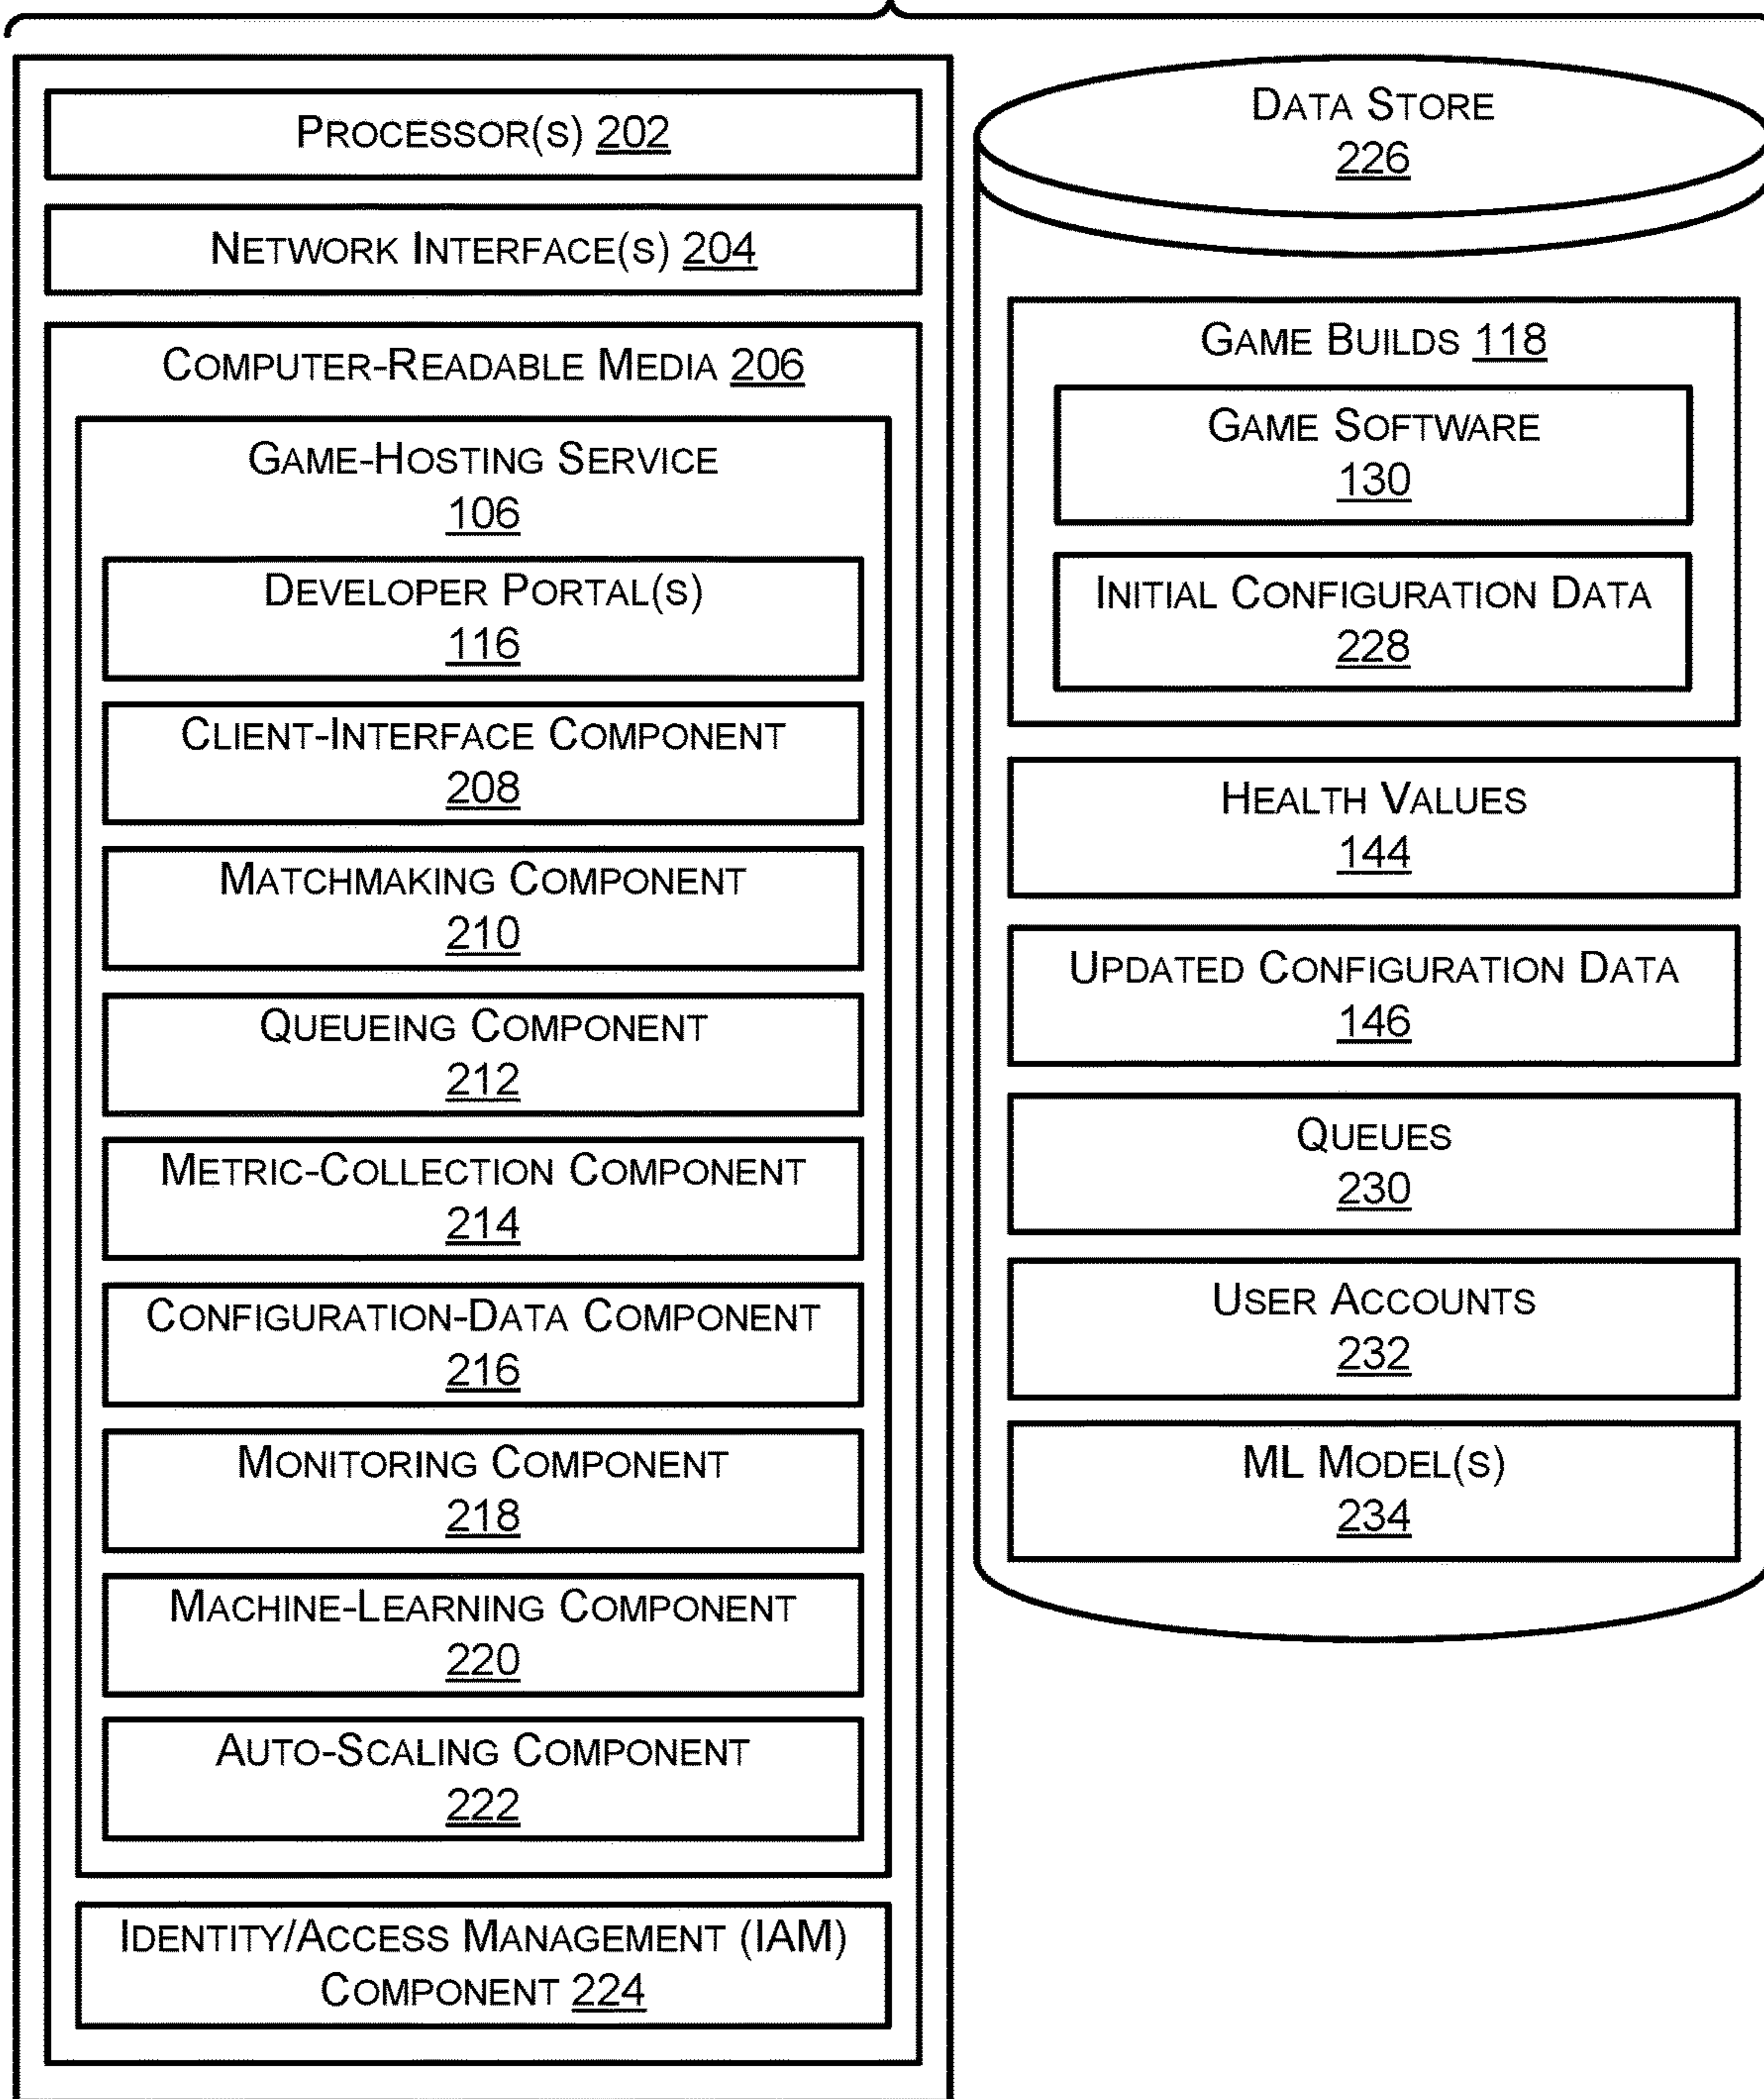 PROCESSOR(S) 202
NETWORK INTERFACE(S) 204
COMPUTER-READABLE MEDIA 206
GAME-HOSTING SERVICE
106
DEVELOPER PORTAL(S)
116
CLIENT-INTERFACE COMPONENT
208
MATCHMAKING COMPONENT
210
QUEUEING COMPONENT
212
METRIC-COLLECTION COMPONENT
214
CONFIGURATION-DATA COMPONENT
216
MONITORING COMPONENT
218
MACHINE-LEARNING COMPONENT
220
AUTO-SCALING COMPONENT
222
IDENTITY/ACCESS MANAGEMENT (IAM)
COMPONENT 224
DATA STORE
226
GAME BUILDS 118
GAME SOFTWARE
130
INITIAL CONFIGURATION DATA
228
HEALTH VALUES
144
UPDATED CONFIGURATION DATA
146
QUEUES
230
USER ACCOUNTS
232
ML MODEL(S)
234